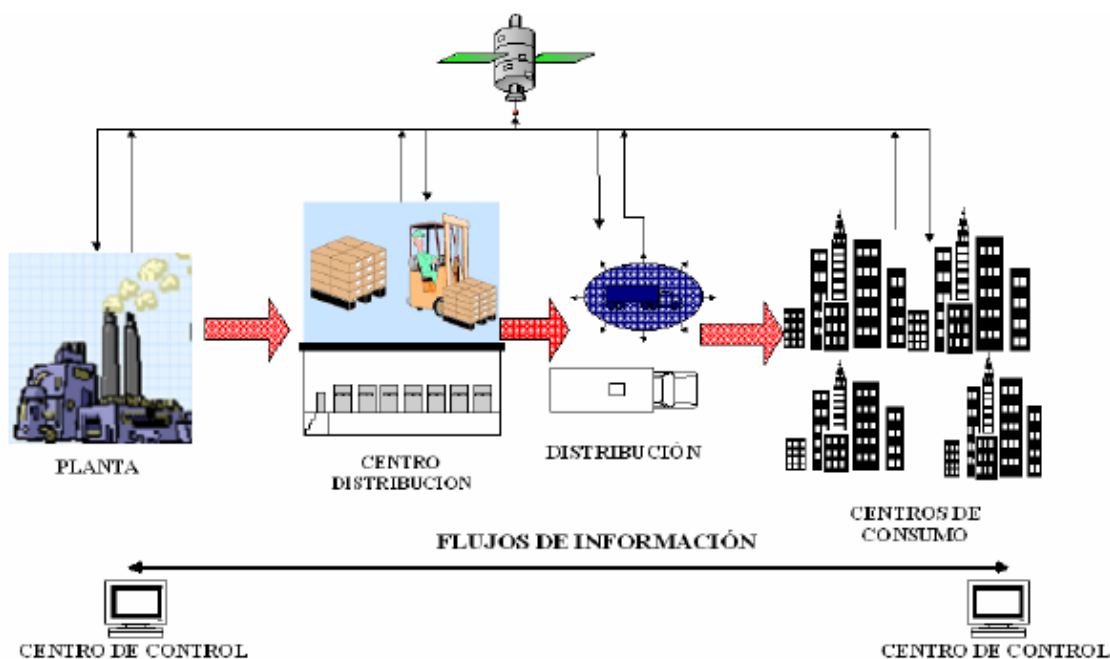 PLANTA
CENTRO
DISTRIBUCION
DISTRIBUCIÓN
CENTROS DE
CONSUMO
FLUJOS DE INFORMACIÓN
CENTRO DE CONTROL
CENTRO DE CONTROL